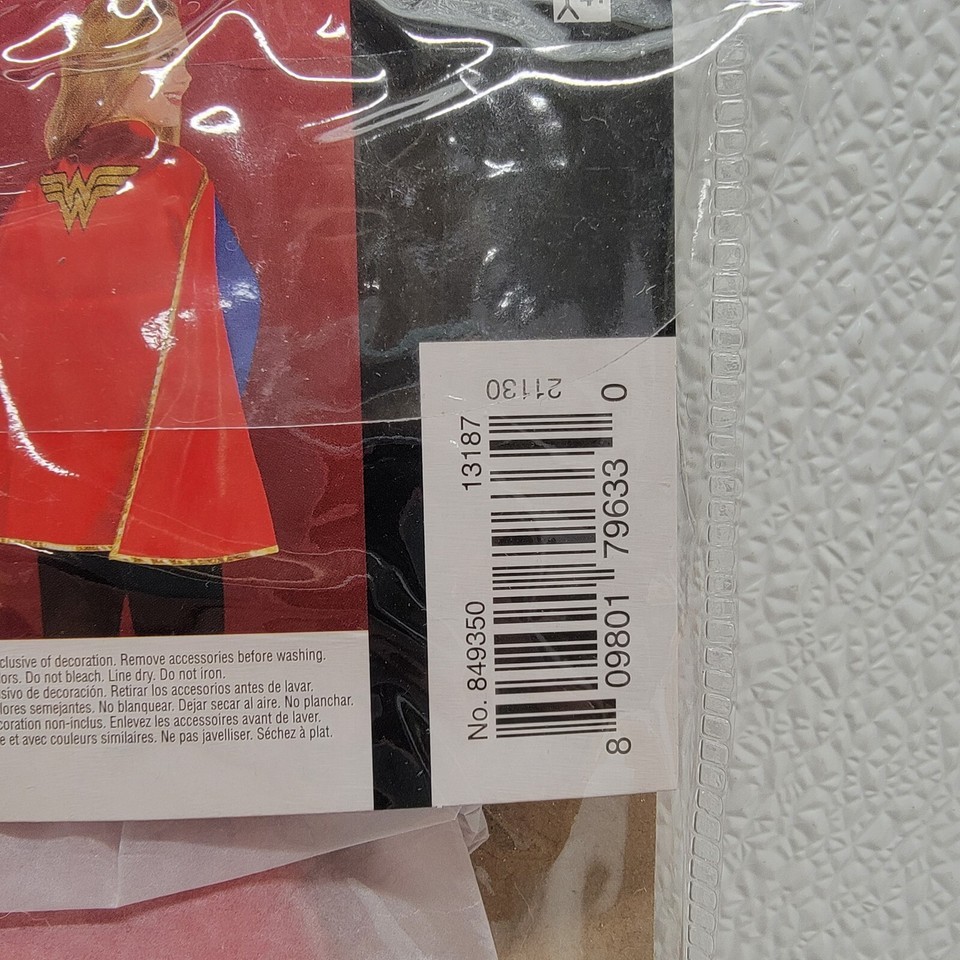 W
clusive of decoration. Remove accessories before washing.
ors. Do not bleach. Line dry. Do not iron.
sivo de decoración. Retirar los accesorios antes de lavar.
lores semejantes. No blanquear. Dejar secar al aire. No planchar.
coration non-inclus. Enlevez les accessoires avant de laver.
e et avec couleurs similaires. Ne pas javelliser. Séchez à plat.
21130
No. 849350 13187
8 09801 79633 0